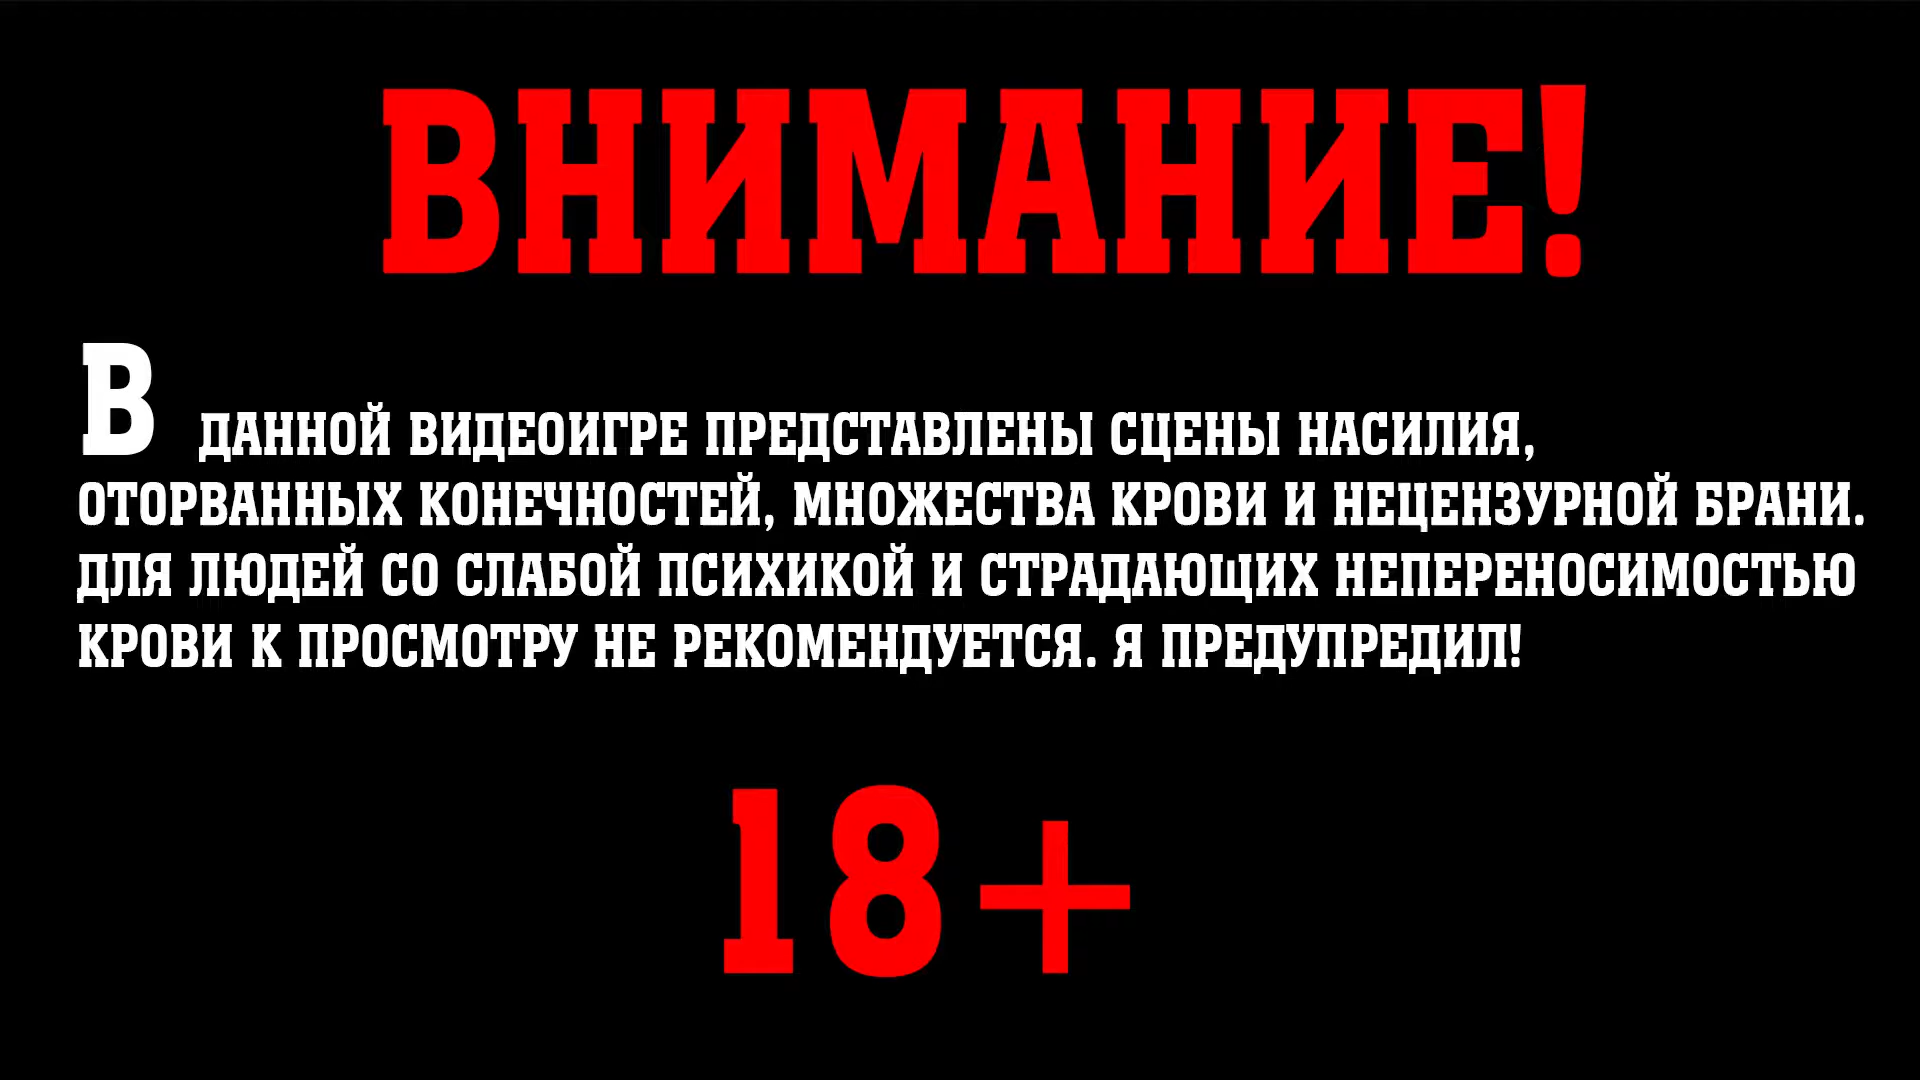 ВНИМАНИЕ!
В ДАННОЙ ВИДЕОИГРЕ ПРЕДСТАВЛЕНЫ СЦЕНЫ НАСИЛИЯ,
ОТОРВАННЫХ КОНЕЧНОСТЕЙ, МНОЖЕСТВА КРОВИ И НЕЦЕНЗУРНОЙ БРАНИ.
ДЛЯ ЛЮДЕЙ СО СЛАБОЙ ПСИХИКОЙ И СТРАДАЮЩИХ НЕПЕРЕНОСИМОСТЬЮ
КРОВИ К ПРОСМОТРУ НЕ РЕКОМЕНДУЕТСЯ. Я ПРЕДУПРЕДИЛ!
18+